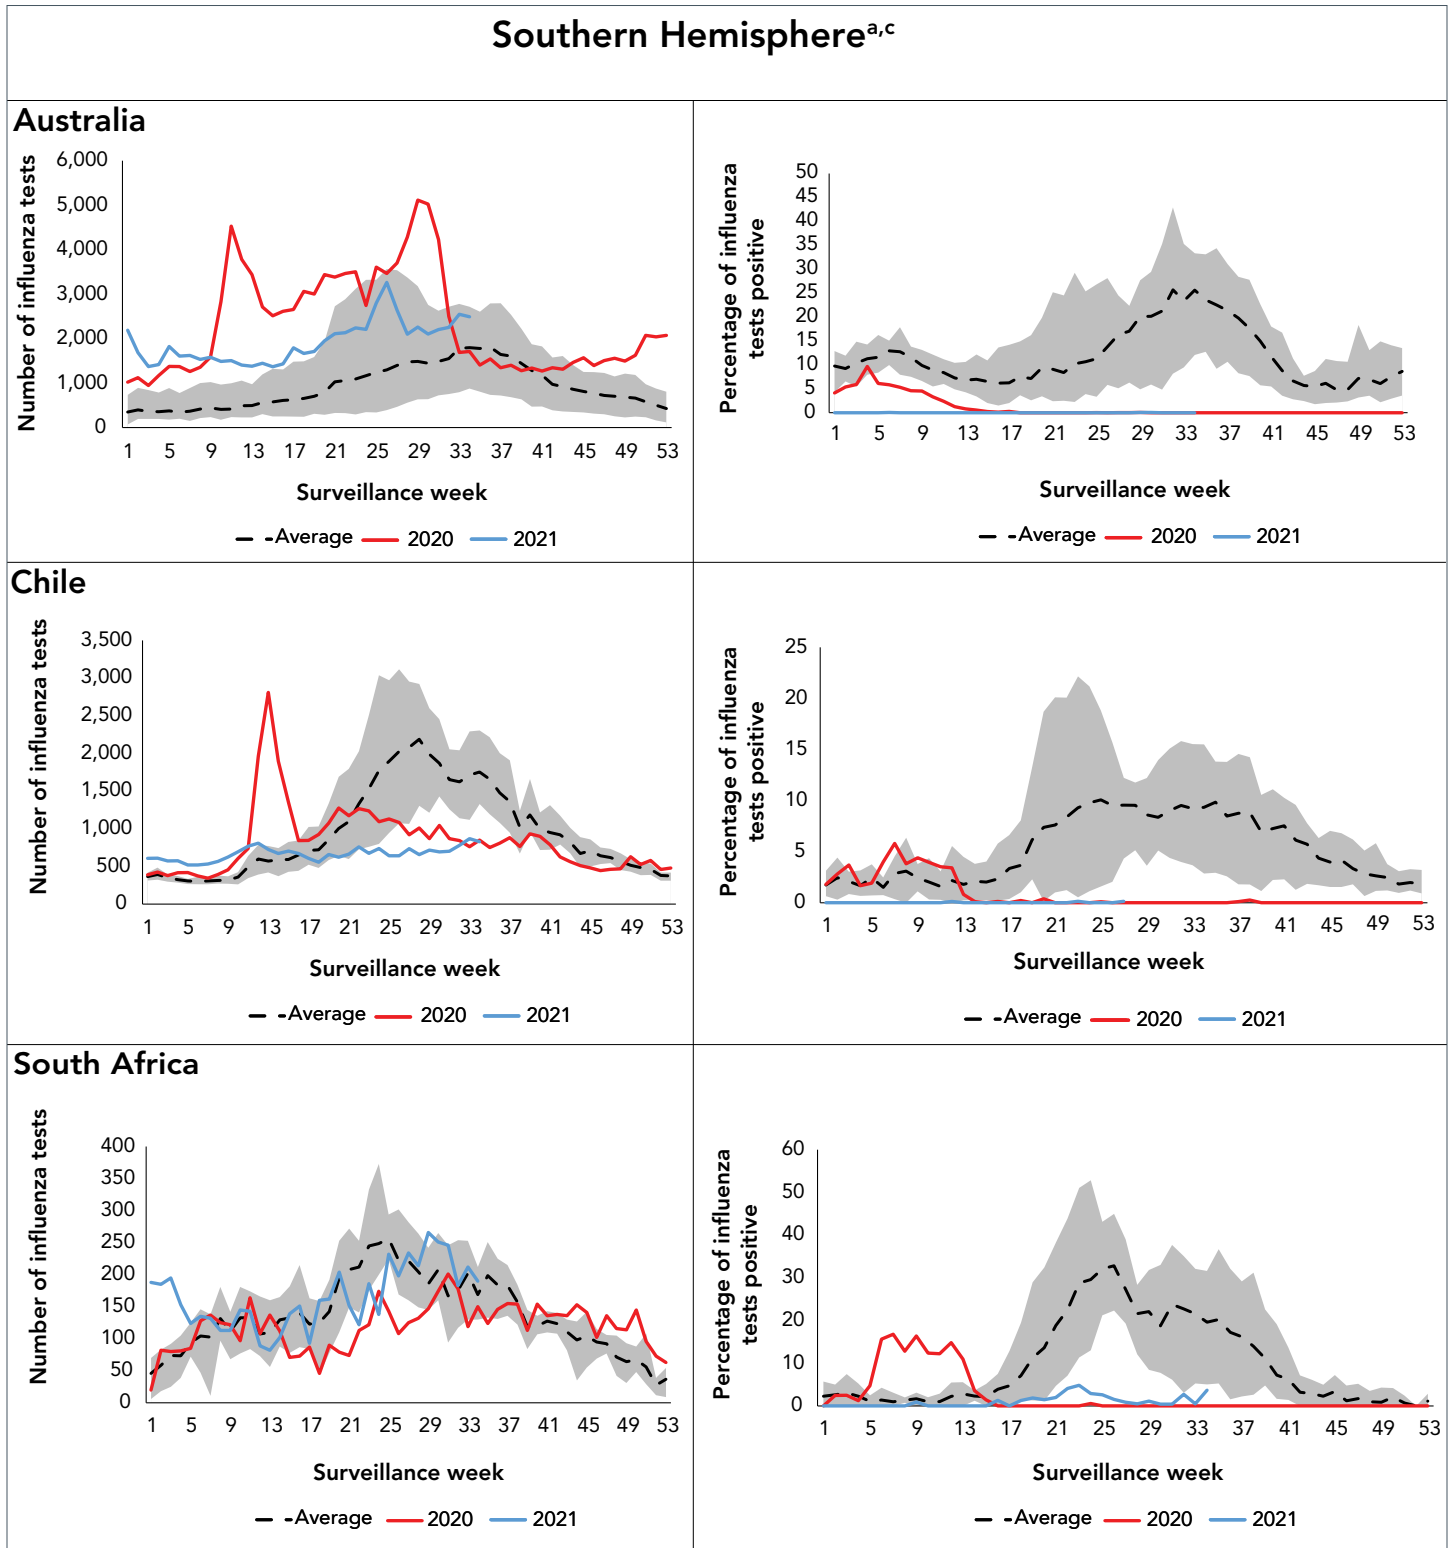 Southern Hemisphere^a,c
Australia
Number of influenza tests
6,000
5,000
4,000
3,000
2,000
1,000
0
1 5 9 13 17 21 25 29 33 37 41 45 49 53
Surveillance week
Average 2020 2021
Percentage of influenza
tests positive
50
45
40
35
30
25
20
15
10
5
0
1 5 9 13 17 21 25 29 33 37 41 45 49 53
Surveillance week
Average 2020 2021
Chile
Number of influenza tests
3,500
3,000
2,500
2,000
1,500
1,000
500
0
1 5 9 13 17 21 25 29 33 37 41 45 49 53
Surveillance week
Average 2020 2021
Percentage of influenza
tests positive
25
20
15
10
5
0
1 5 9 13 17 21 25 29 33 37 41 45 49 53
Surveillance week
Average 2020 2021
South Africa
Number of influenza tests
400
350
300
250
200
150
100
50
0
1 5 9 13 17 21 25 29 33 37 41 45 49 53
Surveillance week
Average 2020 2021
Percentage of influenza
tests positive
60
50
40
30
20
10
0
1 5 9 13 17 21 25 29 33 37 41 45 49 53
Surveillance week
Average 2020 2021